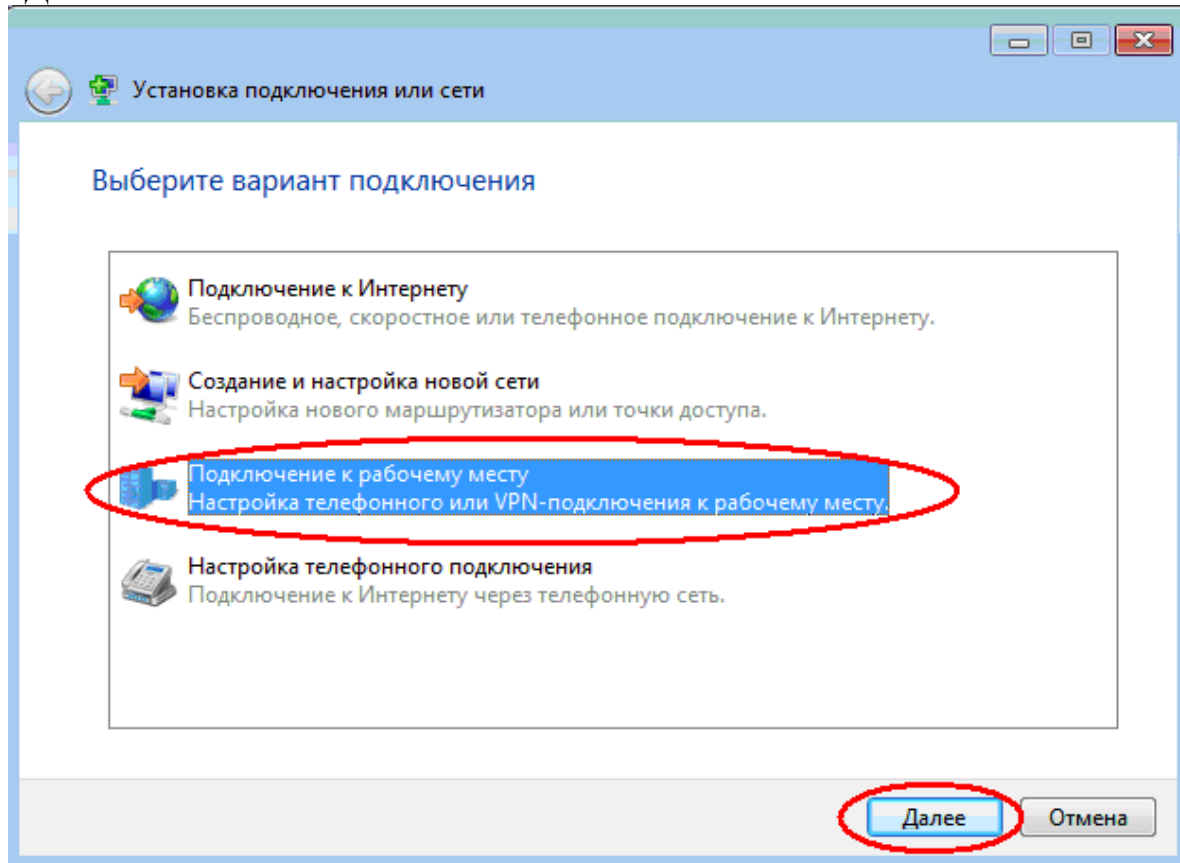 Установка подключения или сети
Выберите вариант подключения
Подключение к Интернету
Беспроводное, скоростное или телефонное подключение к Интернету.
Создание и настройка новой сети
Настройка нового маршрутизатора или точки доступа.
Подключение к рабочему месту
Настройка телефонного или VPN-подключения к рабочему месту.
Настройка телефонного подключения
Подключение к Интернету через телефонную сеть.
Далее Отмена